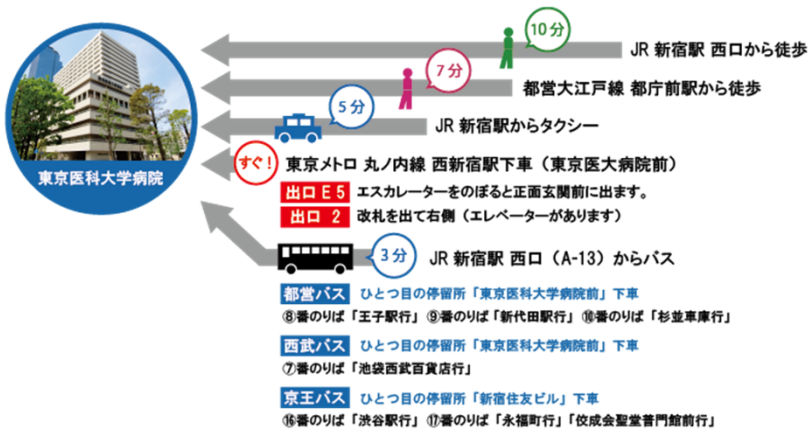 10分
JR 新宿駅 西口から徒歩
7分
都営大江戸線 都庁前駅から徒歩
5分
JR 新宿駅からタクシー
東京医科大学病院
すぐ!
東京メトロ 丸ノ内線 西新宿駅下車（東京医大病院前）
出口 E 5 エスカレーターをのぼると正面玄関前に出ます。
出口 2 改札を出て右側（エレベーターがあります）
3分
JR 新宿駅 西口（A-13）からバス
都営バス ひとつ目の停留所「東京医科大学病院前」下車
⑧番のりば「王子駅行」 ⑨番のりば「新代田駅行」 ⑩番のりば「杉並車庫行」
西武バス ひとつ目の停留所「東京医科大学病院前」下車
⑦番のりば「池袋西武百貨店行」
京王バス ひとつ目の停留所「新宿住友ビル」下車
⑯番のりば「渋谷駅行」 ⑰番のりば「永福町行」「佼成会聖堂普門館前行」